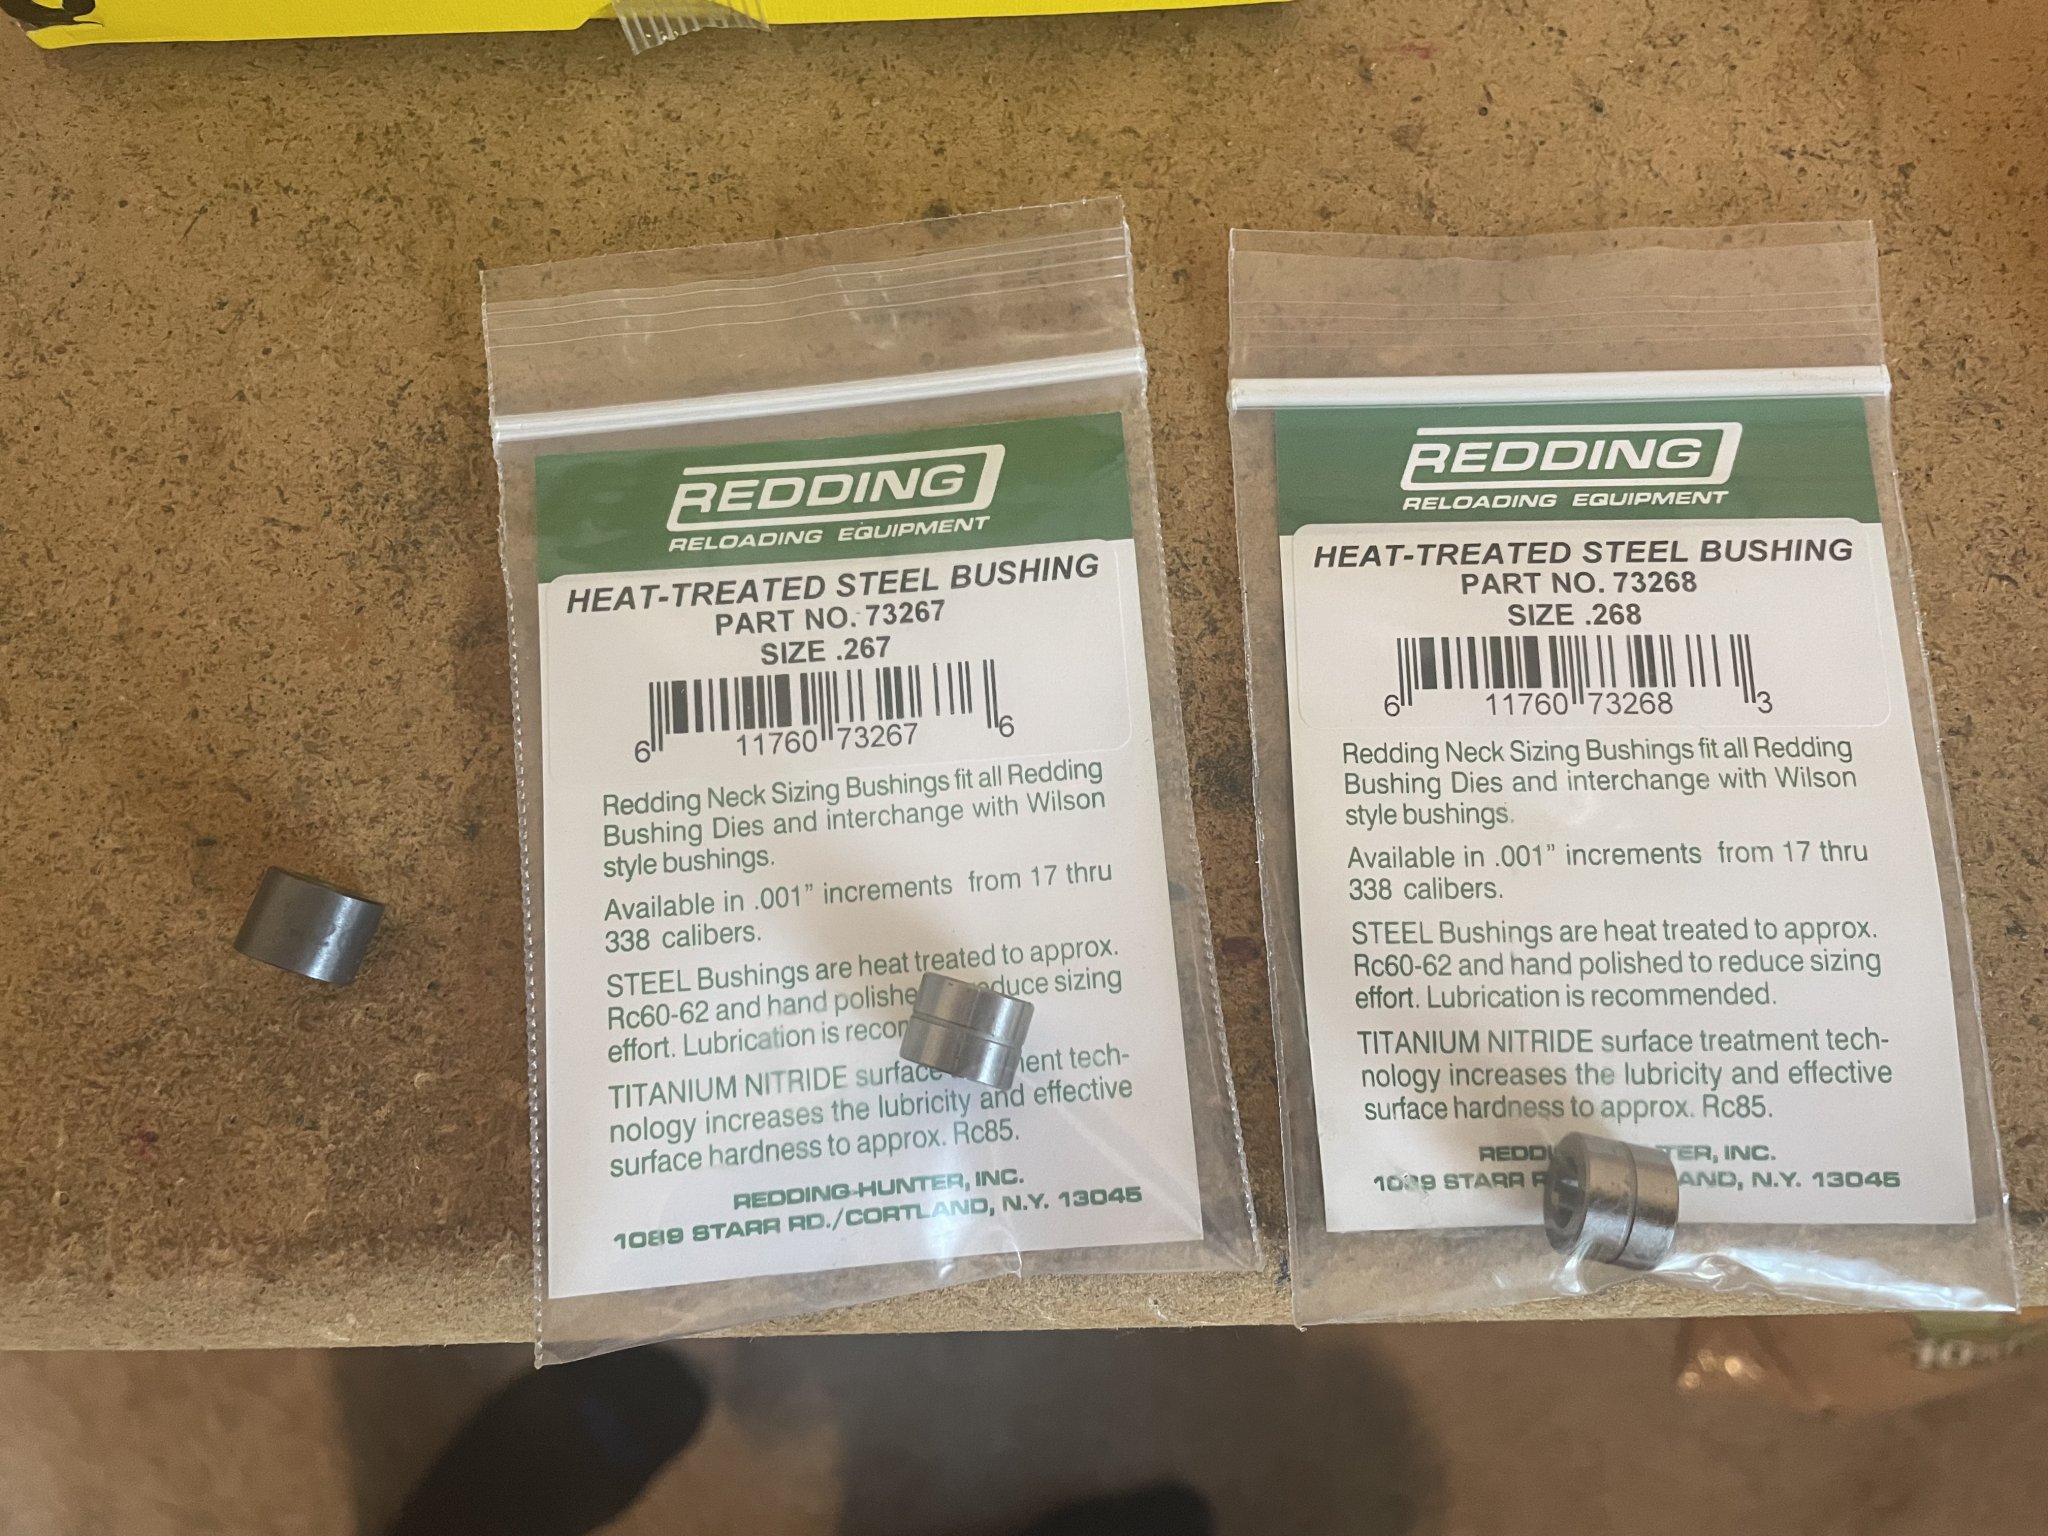 REDDING
RELOADING EQUIPMENT
HEAT-TREATED STEEL BUSHING
PART NO. 73267
SIZE .267
6 11760 73267 6
Redding Neck Sizing Bushings fit all Redding
Bushing Dies and interchange with Wilson
style bushings.
Available in .001” increments from 17 thru
338 calibers.
STEEL Bushings are heat treated to approx.
Rc60-62 and hand reduce sizing
effort. Lubrication is
TITANIUM NITRIDE tech-
nology increases the lubricity and effective
surface hardness to approx. Rc85.
REDDING-HUNTER, INC.
1089 STARR RD./CORTLAND, N.Y. 13045
REDDING
RELOADING EQUIPMENT
HEAT-TREATED STEEL BUSHING
PART NO. 73268
SIZE .268
6 11760 73268 3
Redding Neck Sizing Bushings fit all Redding
Bushing Dies and interchange with Wilson
style bushings.
Available in .001” increments from 17 thru
338 calibers.
STEEL Bushings are heat treated to approx.
Rc60-62 and hand polished to reduce sizing
effort. Lubrication is recommended.
TITANIUM NITRIDE surface treatment tech-
nology increases the lubricity and effective
surface hardness to approx. Rc85.
INC.
1089 STARR N.Y. 13045